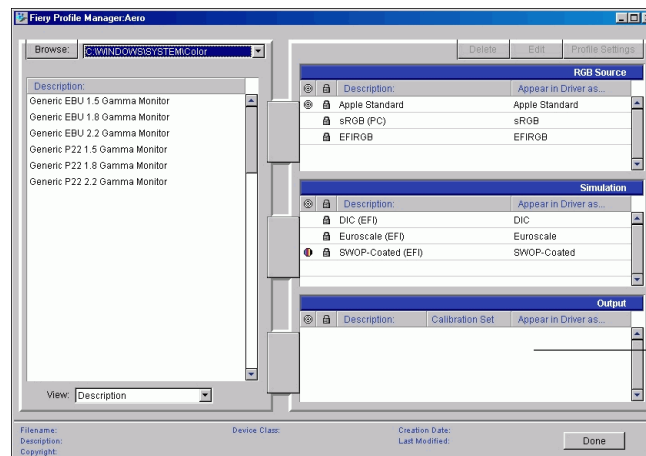 Fiery Profile Manager:Aero
Browse: C:\WINDOWS\SYSTEM\Color
Description:
Generic EBU 1.5 Gamma Monitor
Generic EBU 1.8 Gamma Monitor
Generic EBU 2.2 Gamma Monitor
Generic P22 1.5 Gamma Monitor
Generic P22 1.8 Gamma Monitor
Generic P22 2.2 Gamma Monitor
View: Description
Delete Edit Profile Settings
RGB Source
Description: Appear in Driver as...
Apple Standard Apple Standard
sRGB (PC) sRGB
EFIRGB EFIRGB
Simulation
Description: Appear in Driver as...
DIC (EFI) DIC
Euroscale (EFI) Euroscale
SWOP-Coated (EFI) SWOP-Coated
Output
Description: Calibration Set Appear in Driver as...
Filename: Device Class: Creation Date:
Description: Last Modified:
Copyright:
Done